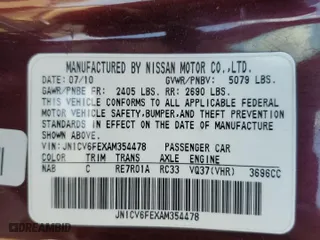 MANUFACTURED BY NISSAN MOTOR CO.,LTD.
DATE: 07/10 GVWR/PNBV: 5079 LBS.
GAWR/PNBE FR: 2405 LBS. RR: 2690 LBS.
THIS VEHICLE CONFORMS TO ALL APPLICABLE FEDERAL
MOTOR VEHICLE SAFETY,BUMPER,AND THEFT PREVENTION
STANDARDS IN EFFECT ON THE DATE OF MANUFACTURE
SHOWN ABOVE.
VIN: JN1CV6FEXAM354478 PASSENGER CAR
COLOR TRIM TRANS AXLE ENGINE
NAB C RE7R01A RC33 VQ37(VHR) 3696CC
JN1CV6FEXAM354478